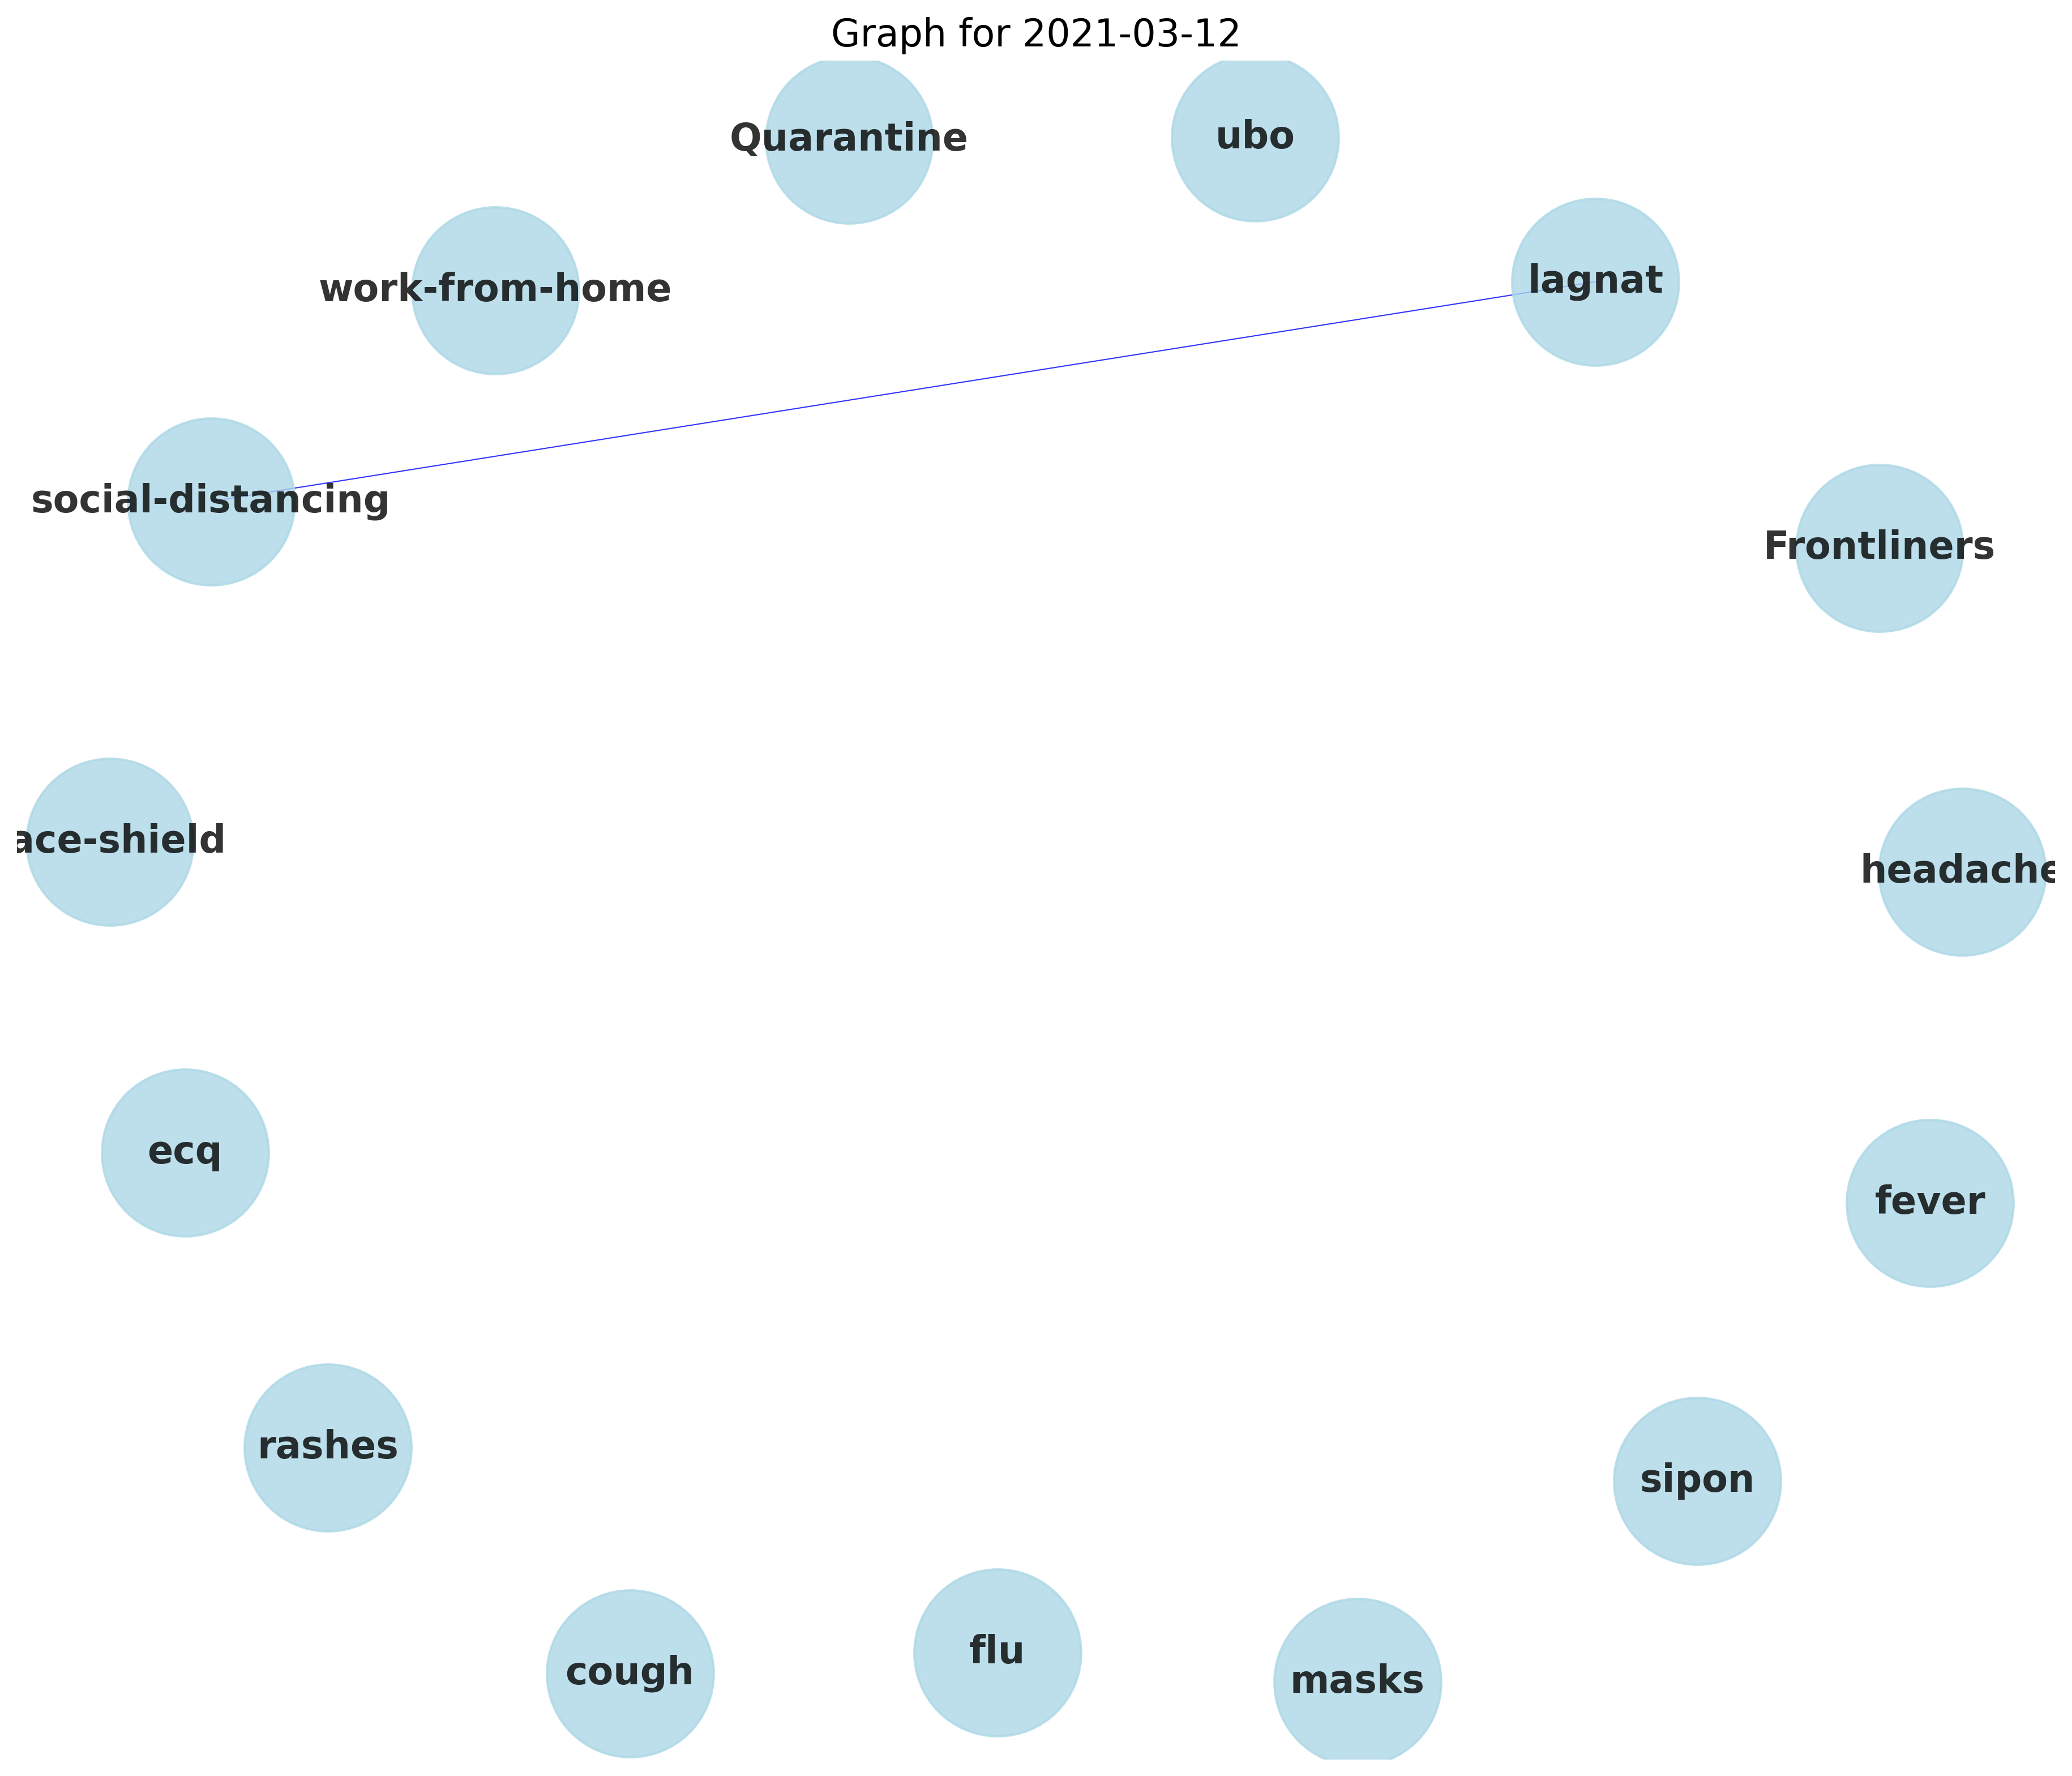 Graph for 2021-03-12
Quarantine
ubo
work-from-home
lagnat
social-distancing
Frontliners
ace-shield
headache
ecq
fever
rashes
sipon
cough
flu
masks